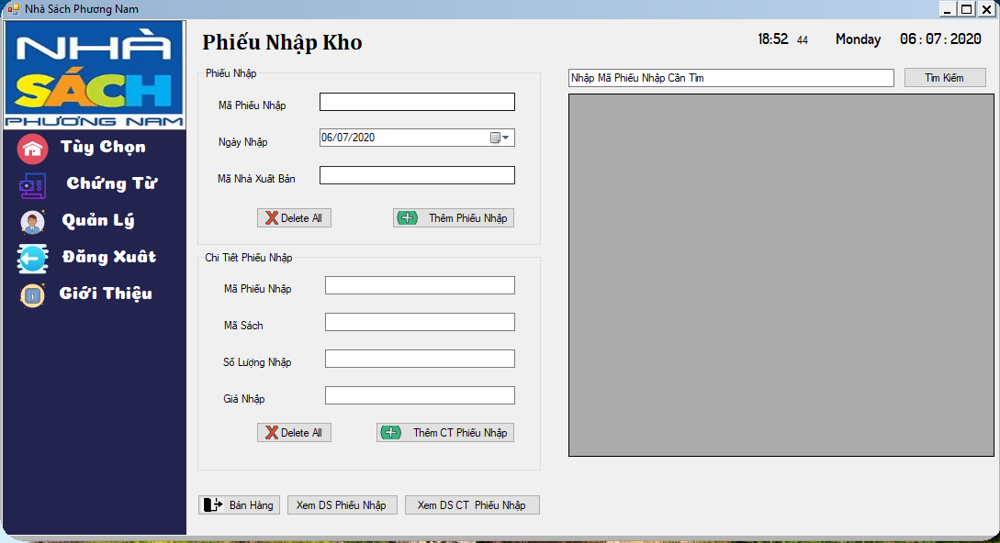 Nhà Sách Phương Nam
NHÀ
SÁCH
PHƯƠNG NAM
Tùy Chọn
Chứng Từ
Quản Lý
Đăng Xuât
Giới Thiệu
Phiếu Nhập Kho
18:52 44 Monday 06:07:2020
Phiếu Nhập
Mã Phiếu Nhập
Ngày Nhập 06/07/2020
Mã Nhà Xuất Bản
Delete All Thêm Phiếu Nhập
Chi Tiết Phiếu Nhập
Mã Phiếu Nhập
Mã Sách
Số Lượng Nhập
Giá Nhập
Delete All Thêm CT Phiếu Nhập
Bán Hàng Xem DS Phiếu Nhập Xem DS CT Phiếu Nhập
Nhập Mã Phiếu Nhập Cần Tìm Tìm Kiếm